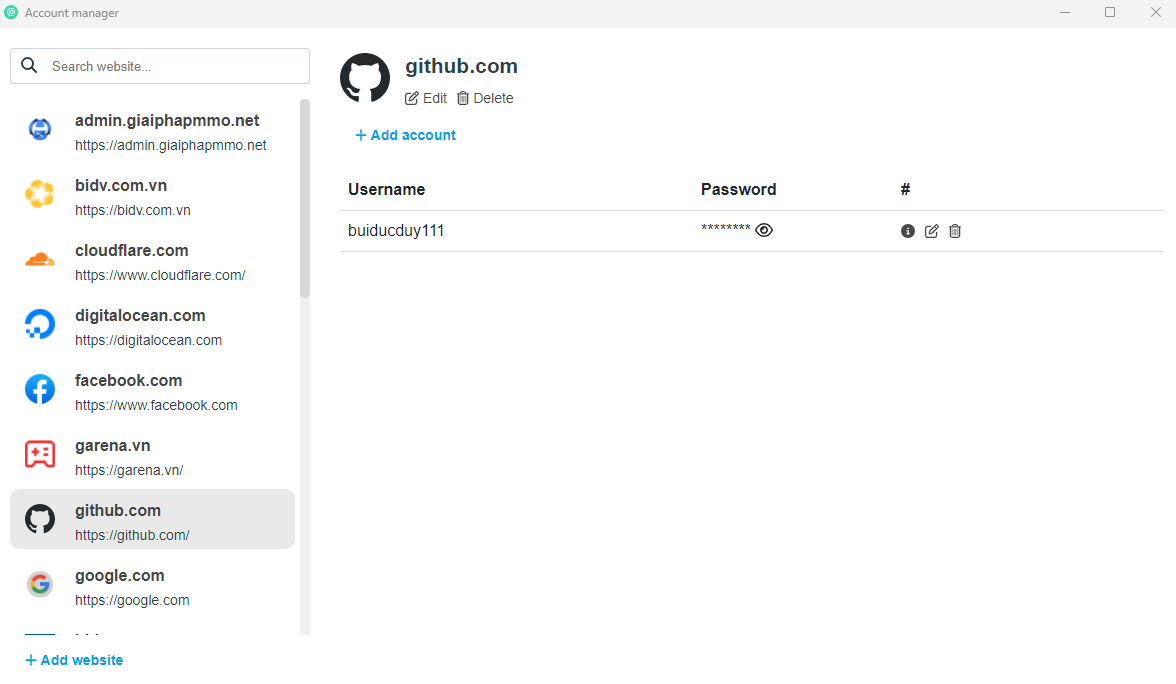 Account manager
Search website...
admin.giaiphapmmo.net
https://admin.giaiphapmmo.net
bidv.com.vn
https://bidv.com.vn
cloudflare.com
https://www.cloudflare.com/
digitalocean.com
https://digitalocean.com
facebook.com
https://www.facebook.com
garena.vn
https://garena.vn/
github.com
https://github.com/
google.com
https://google.com
+ Add website
github.com
Edit Delete
+ Add account
Username Password #
buiducduy111 ********